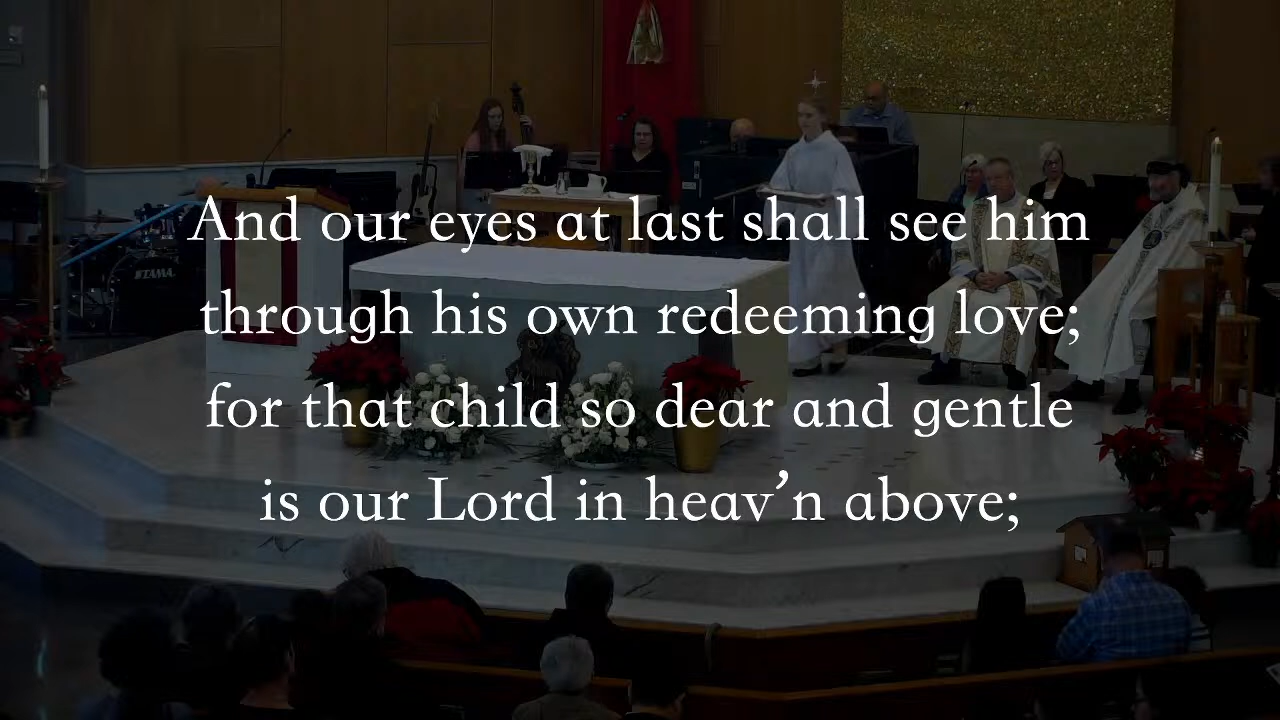 And our eyes at last shall see him
through his own redeeming love;
for that child so dear and gentle
is our Lord in heav’n above;
TAMA